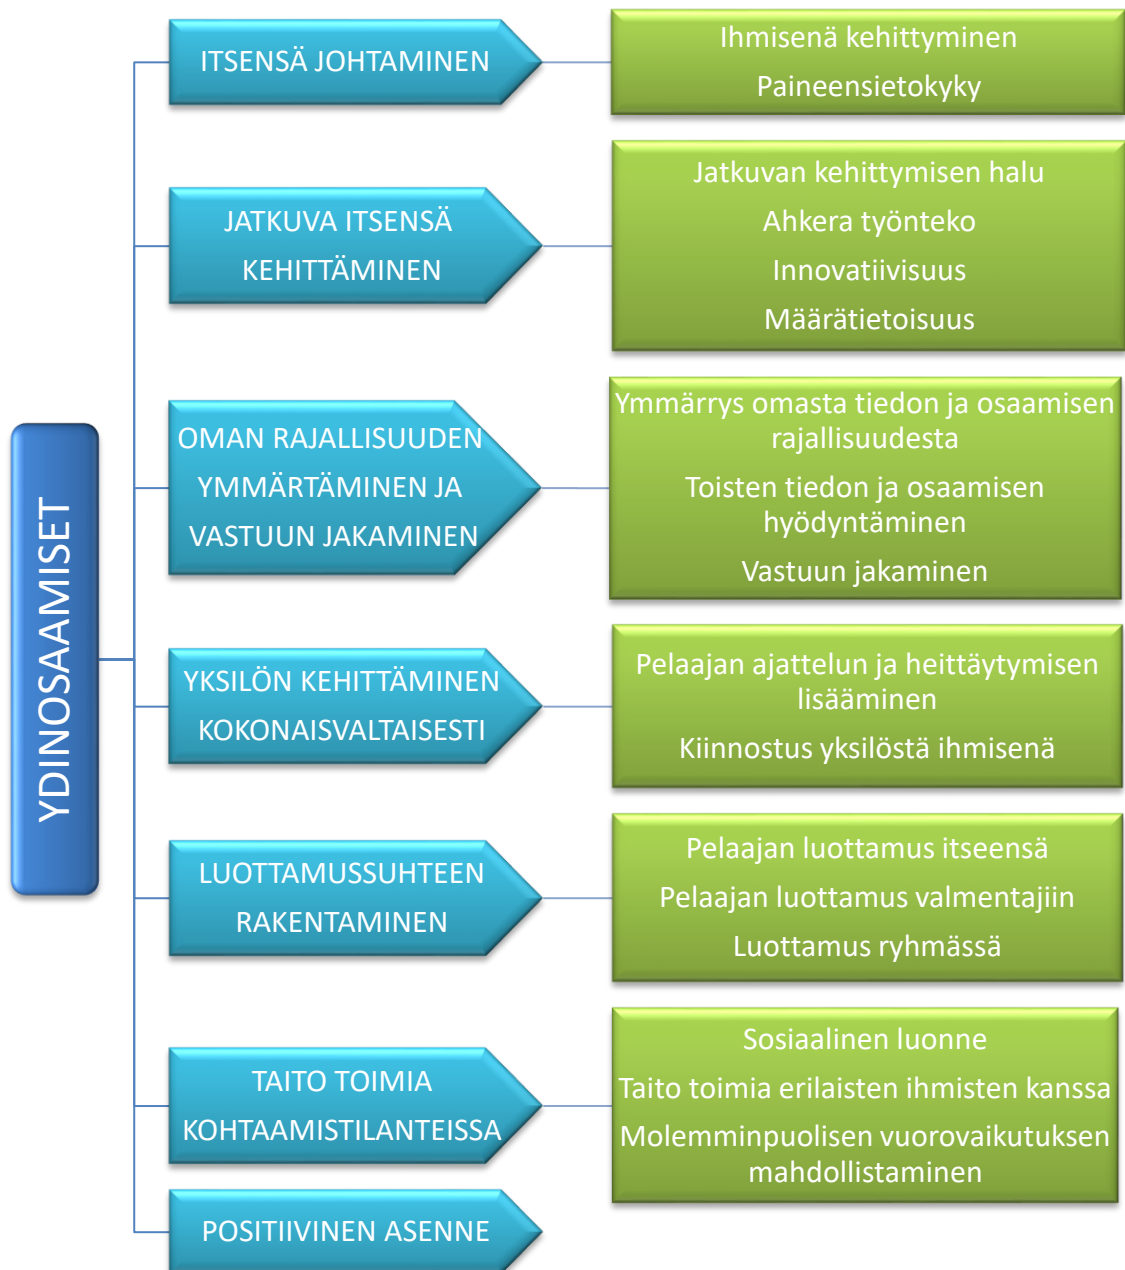 YDINOSAAMISET
ITSENSÄ JOHTAMINEN
Ihmisenä kehittyminen
Paineensietokyky
JATKUVA ITSENSÄ
KEHITTÄMINEN
Jatkuvan kehittymisen halu
Ahkera työnteko
Innovatiivisuus
Määrätietoisuus
OMAN RAJALLISUUDEN
YMMÄRTÄMINEN JA
VASTUUN JAKAMINEN
Ymmärrys omasta tiedon ja osaamisen
rajallisuudesta
Toisten tiedon ja osaamisen
hyödyntäminen
Vastuun jakaminen
YKSILÖN KEHITTÄMINEN
KOKONAISVALTAISESTI
Pelaajan ajattelun ja heittäytymisen
lisääminen
Kiinnostus yksilöstä ihmisenä
LUOTTAMUSSUHTEEN
RAKENTAMINEN
Pelaajan luottamus itseensä
Pelaajan luottamus valmentajiin
Luottamus ryhmässä
TAITO TOIMIA
KOHTAAMISTILANTEISSA
Sosiaalinen luonne
Taito toimia erilaisten ihmisten kanssa
Molemminpuolisen vuorovaikutuksen
mahdollistaminen
POSITIIVINEN ASENNE